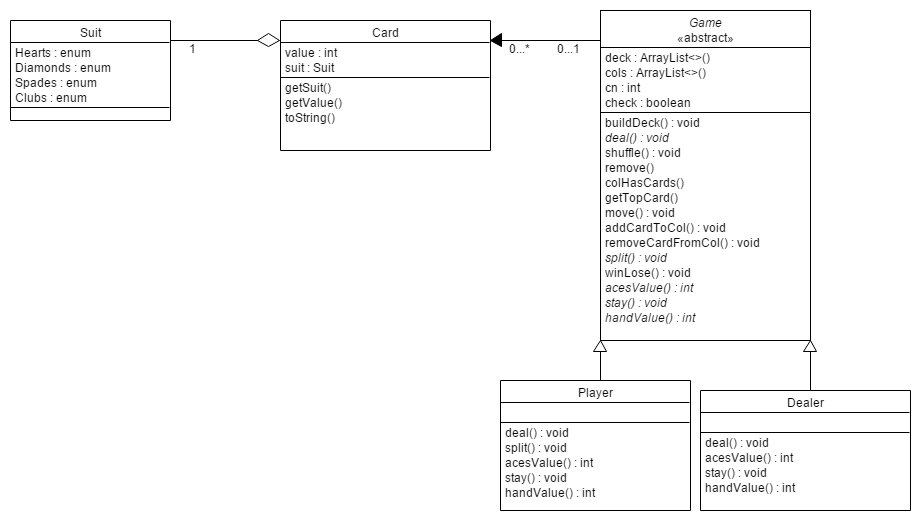 Suit
Hearts : enum
Diamonds : enum
Spades : enum
Clubs : enum
1
Card
value : int
suit : Suit
getSuit()
getValue()
toString()
0...*
0...1
Game
«abstract»
deck : ArrayList<>()
cols : ArrayList<>()
cn : int
check : boolean
buildDeck() : void
deal() : void
shuffle() : void
remove()
colHasCards()
getTopCard()
move() : void
addCardToCol() : void
removeCardFromCol() : void
split() : void
winLose() : void
acesValue() : int
stay() : void
handValue() : int
Player
deal() : void
split() : void
acesValue() : int
stay() : void
handValue() : int
Dealer
deal() : void
acesValue() : int
stay() : void
handValue() : int